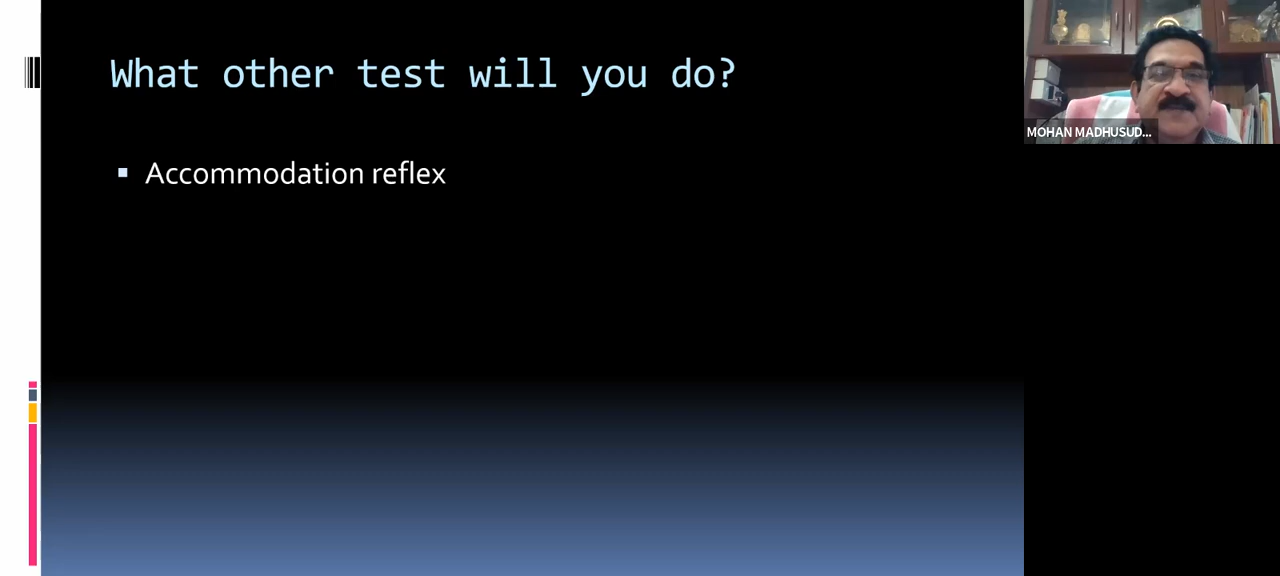 What other test will you do?
Accommodation reflex
MOHAN MADHUSUD...